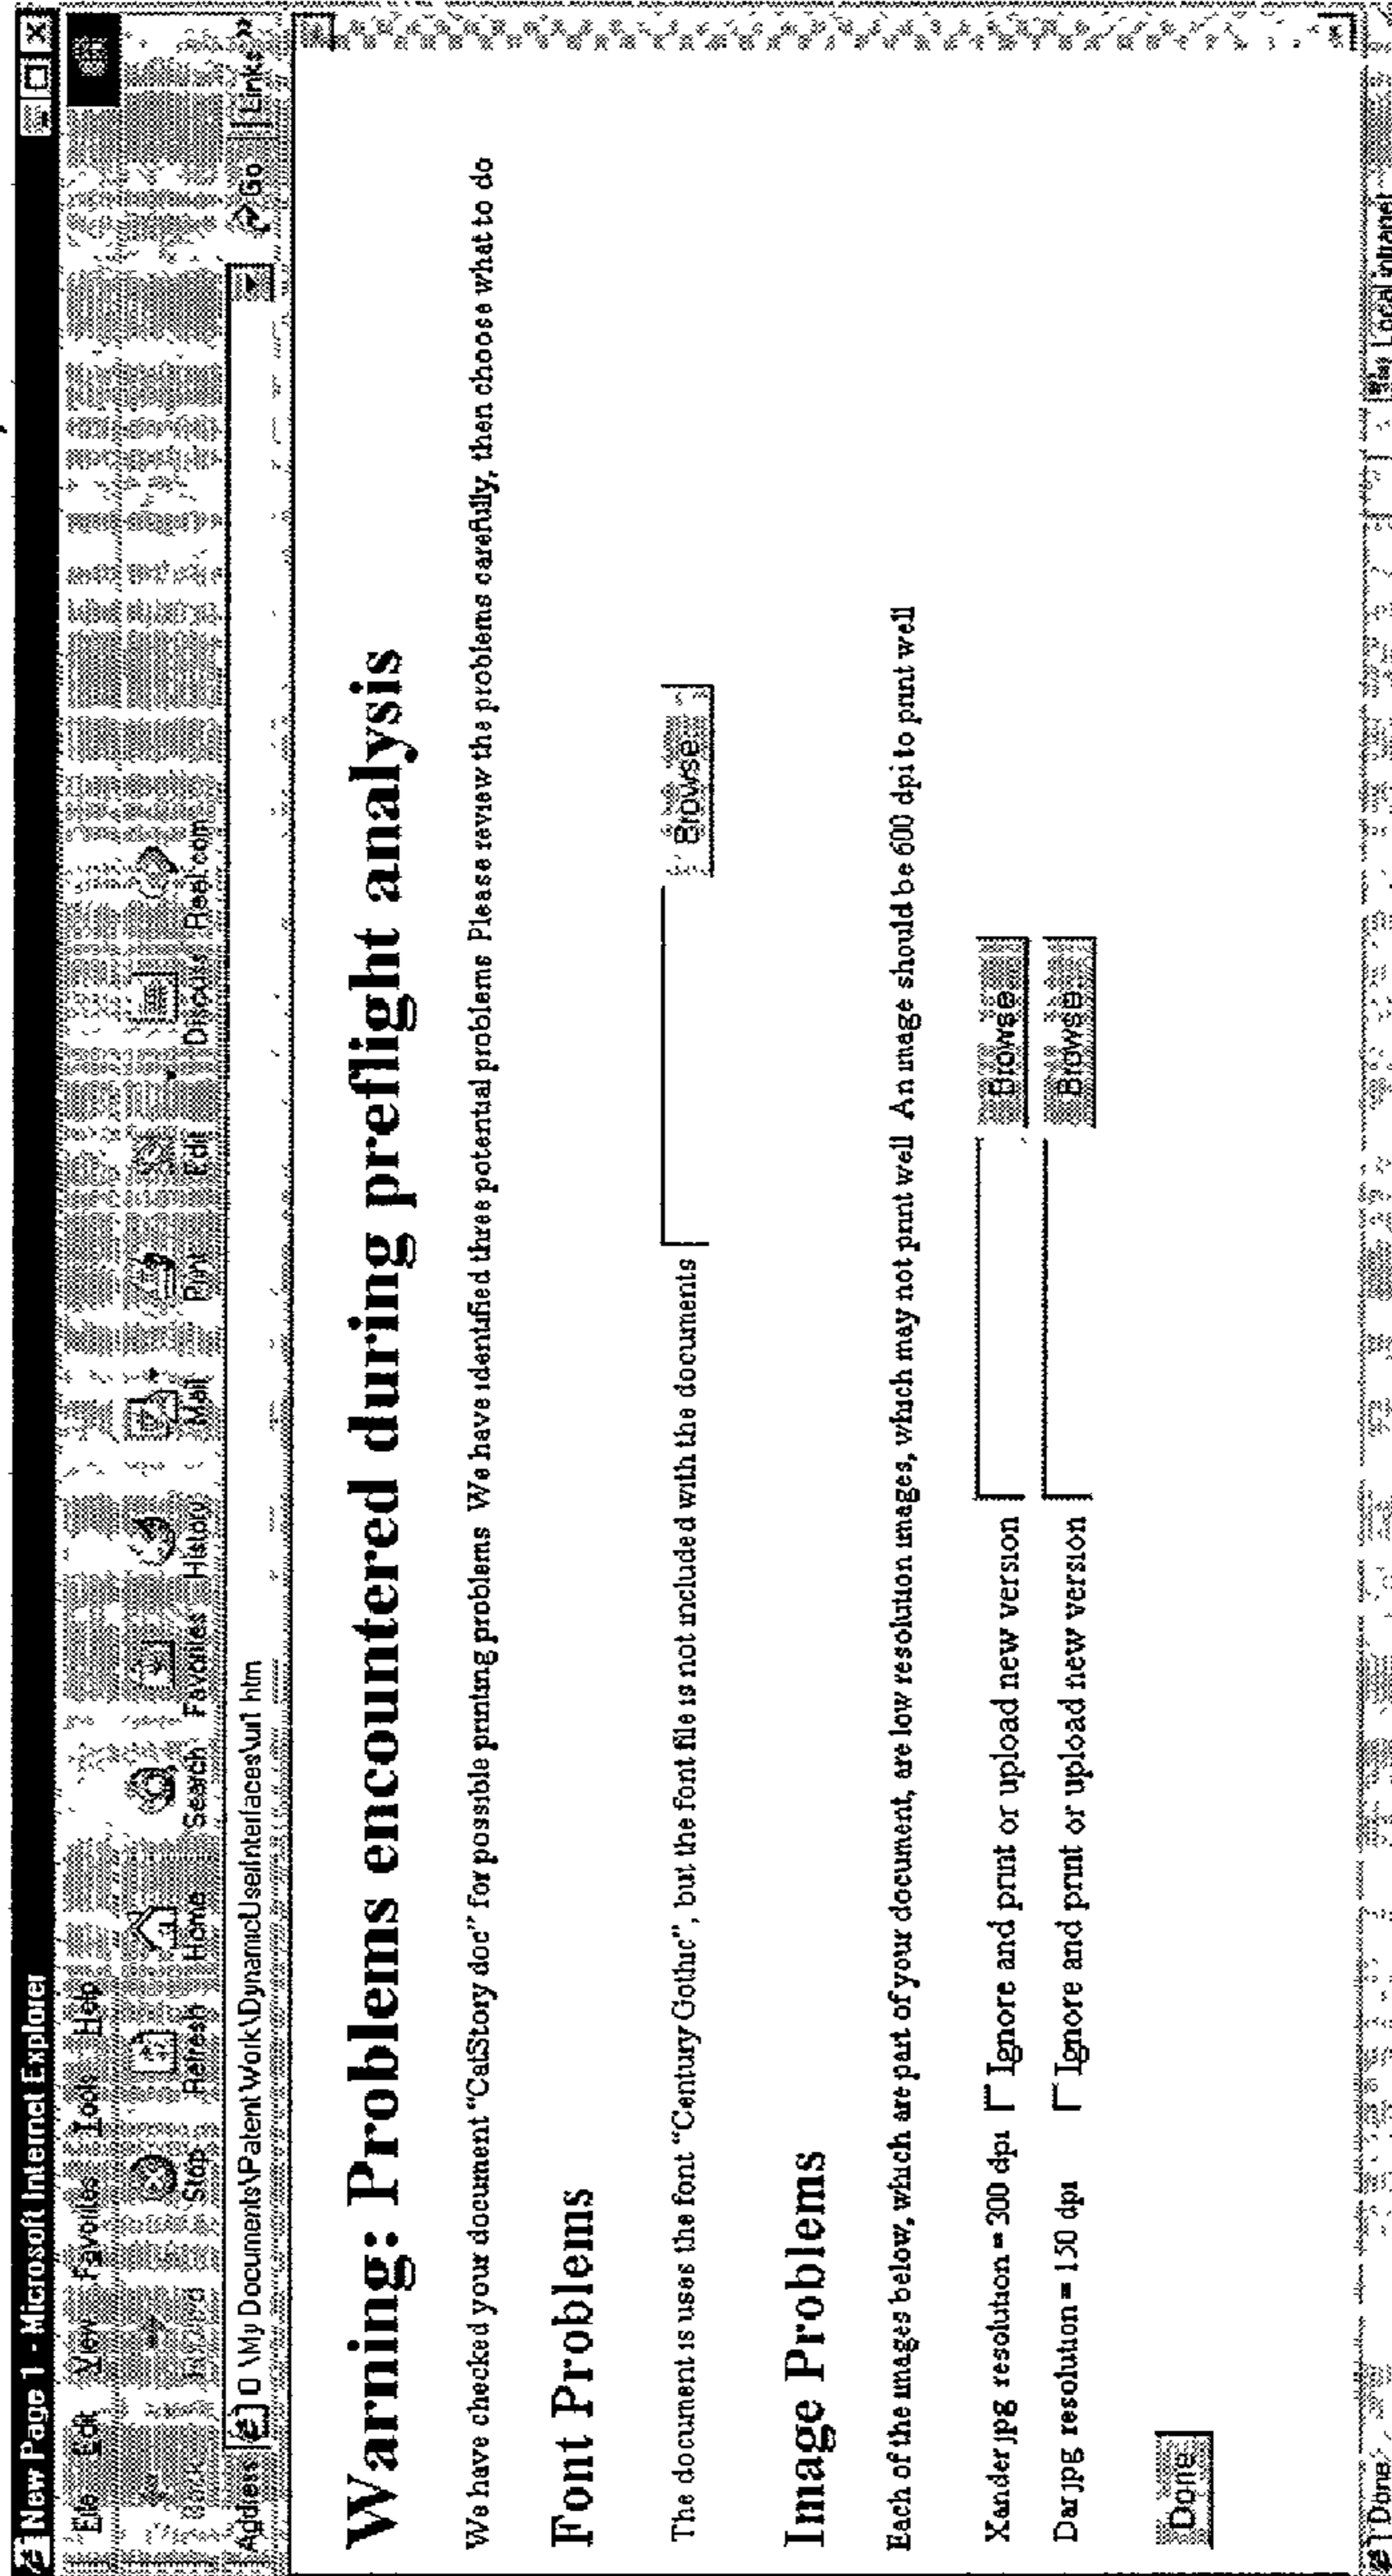 New Page 1 - Microsoft Internet Explorer
File Edit View Favorites Tools Help
Stop Refresh Home Search Favorites History Mail Print Edit Discuss Real.com
Address D \My Documents\Patent Work\DynamicUserInterfaces\ur1 htm Go Links »
Warning: Problems encountered during preflight analysis
We have checked your document “CatStory doc” for possible printing problems We have identified three potential problems Please review the problems carefully, then choose what to do
Font Problems
The document is uses the font “Century Gothic”, but the font file is not included with the documents Browse...
Image Problems
Each of the images below, which are part of your document, are low resolution images, which may not print well An image should be 600 dpi to print well
Xander jpg resolution = 300 dpi Ignore and print or upload new version Browse...
Dar jpg resolution = 150 dpi Ignore and print or upload new version Browse...
Done
Done Local intranet